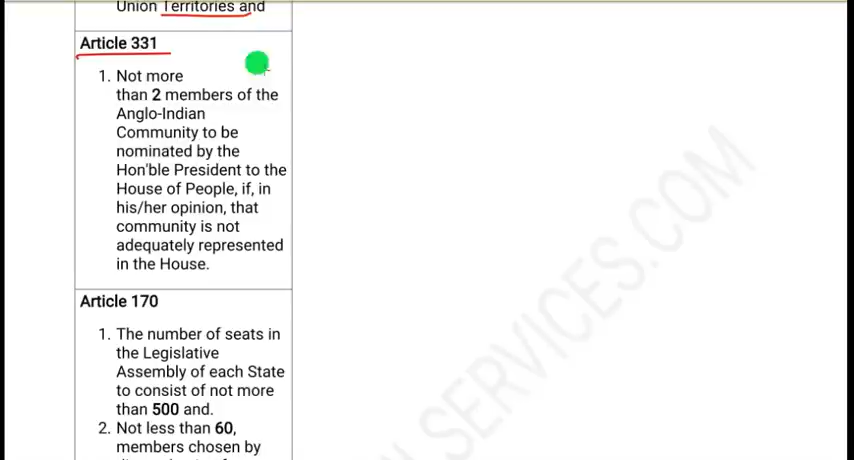 Union Territories and
Article 331
1. Not more
than 2 members of the
Anglo-Indian
Community to be
nominated by the
Hon'ble President to the
House of People, if, in
his/her opinion, that
community is not
adequately represented
in the House.
Article 170
1. The number of seats in
the Legislative
Assembly of each State
to consist of not more
than 500 and.
2. Not less than 60,
members chosen by
SERVICES.COM